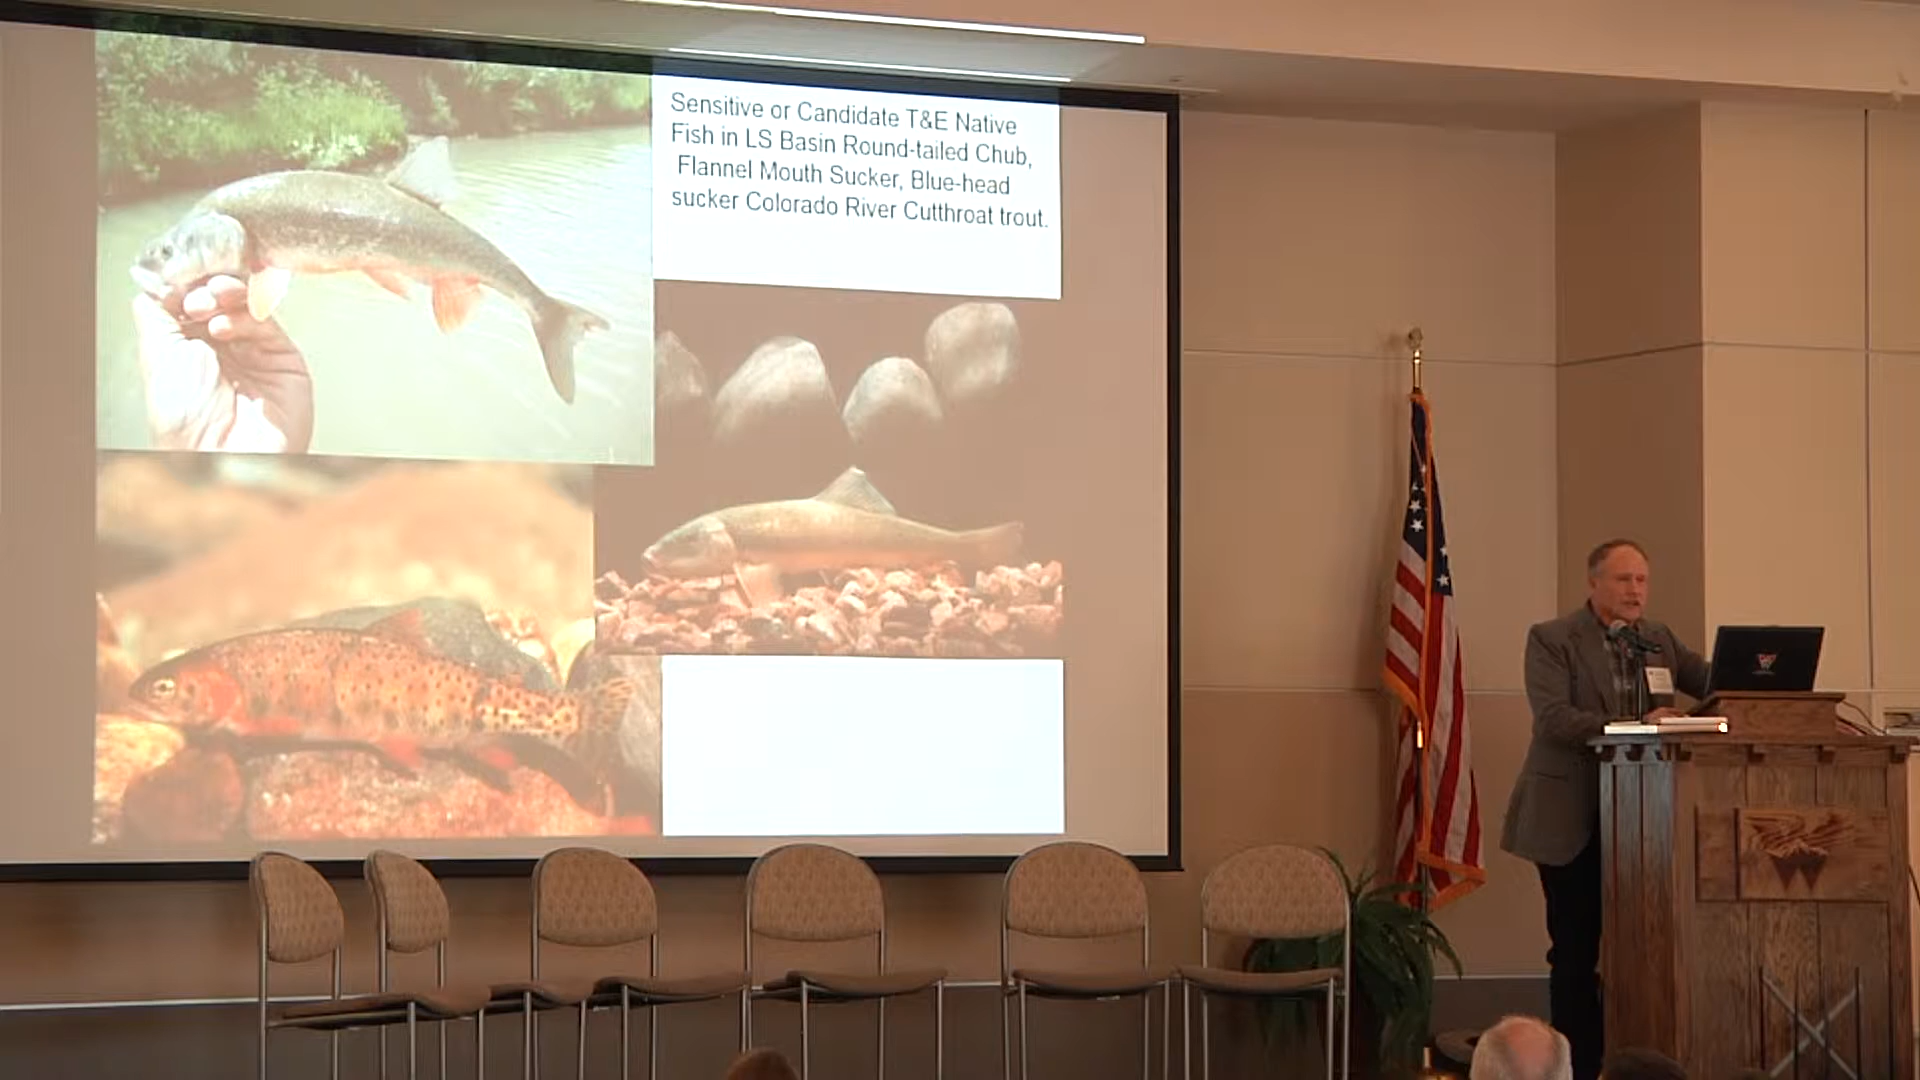 Sensitive or Candidate T&E Native
Fish in LS Basin Round-tailed Chub,
Flannel Mouth Sucker, Blue-head
sucker Colorado River Cutthroat trout.